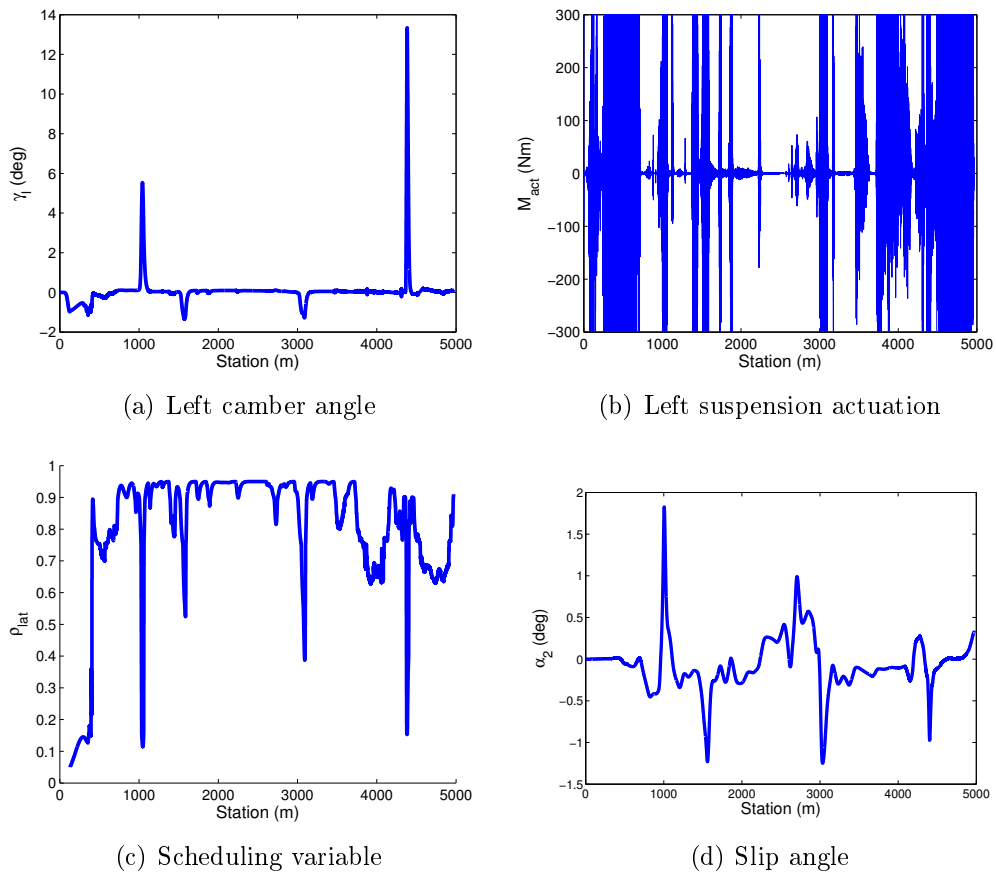 14
12
10
8
6
4
2
0
−2
γl (deg)
0 1000 2000 3000 4000 5000
Station (m)
(a) Left camber angle
300
200
100
0
−100
−200
−300
Mact (Nm)
0 1000 2000 3000 4000 5000
Station (m)
(b) Left suspension actuation
1
0.9
0.8
0.7
0.6
0.5
0.4
0.3
0.2
0.1
0
ρlat
0 1000 2000 3000 4000 5000
Station (m)
(c) Scheduling variable
2
1.5
1
0.5
0
−0.5
−1
−1.5
α2 (deg)
0 1000 2000 3000 4000 5000
Station (m)
(d) Slip angle